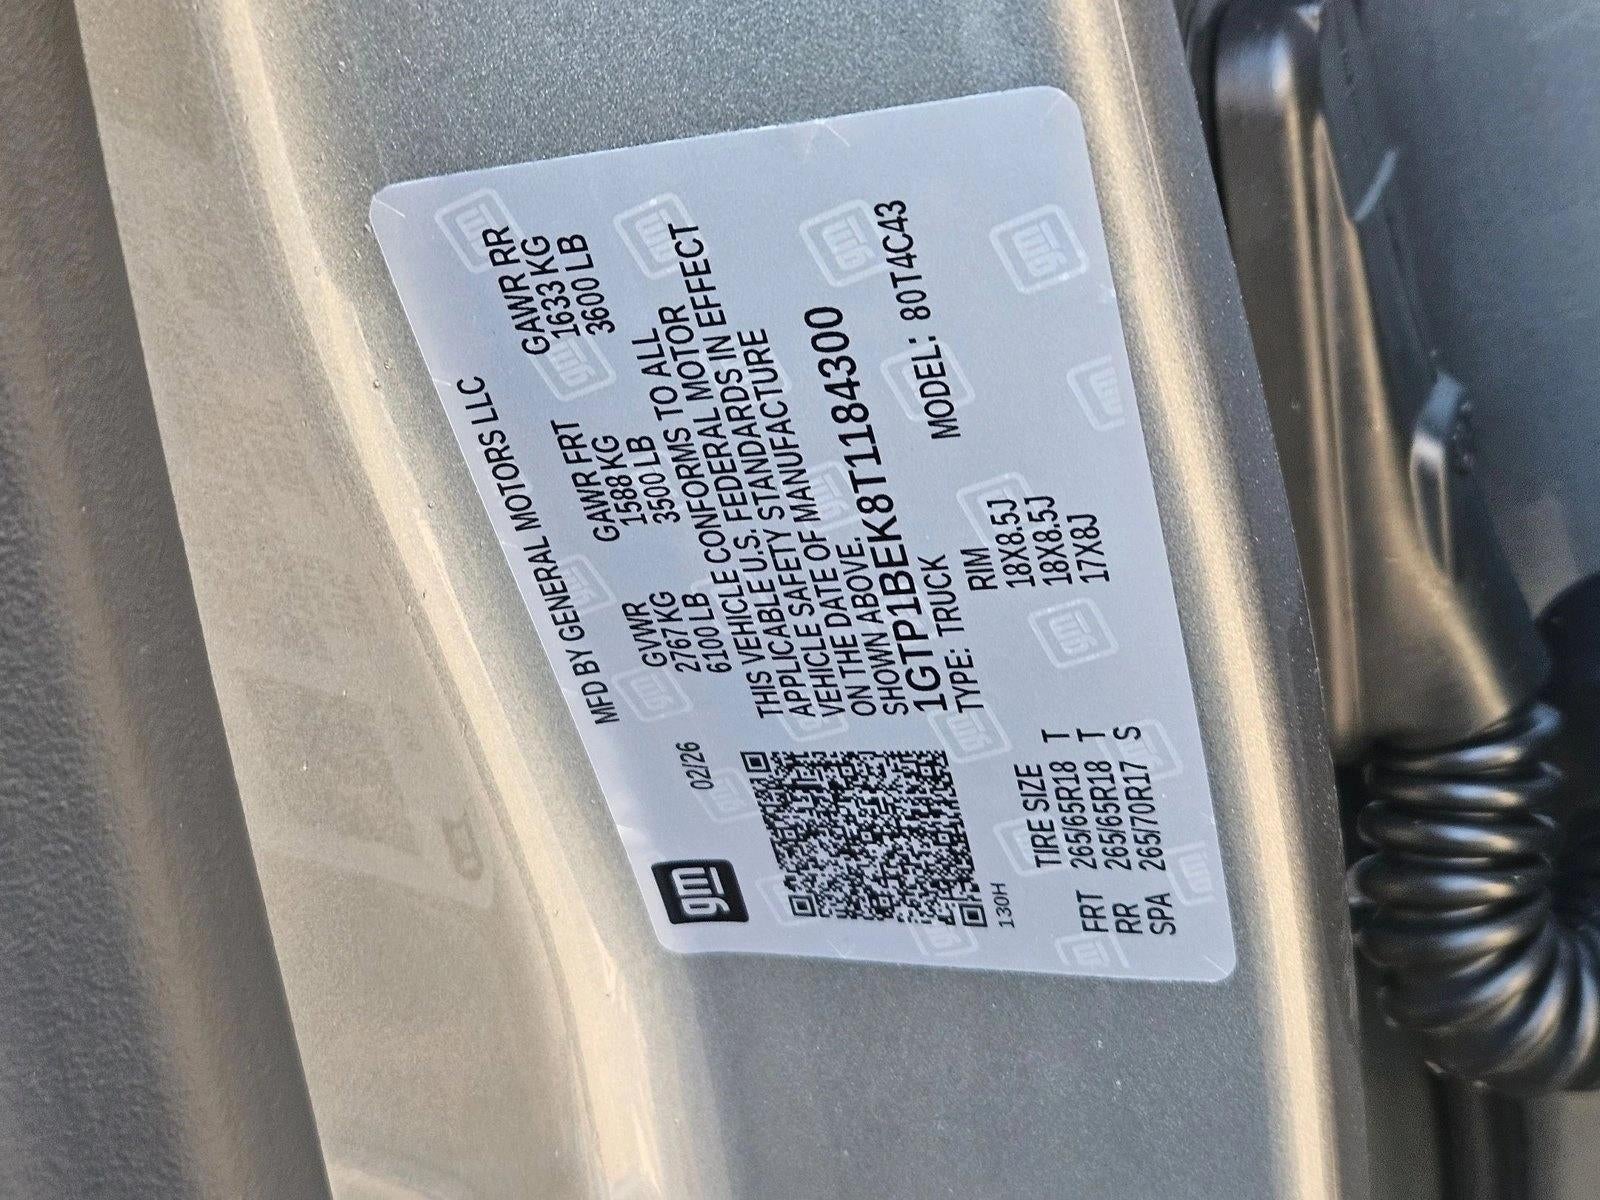 gm
02/26
MFD BY GENERAL MOTORS LLC
GVWR GAWR FRT GAWR RR
2767 KG 1588 KG 1633 KG
6100 LB 3500 LB 3600 LB
THIS VEHICLE CONFORMS TO ALL
APPLICABLE U.S. FEDERAL MOTOR
VEHICLE SAFETY STANDARDS IN EFFECT
ON THE DATE OF MANUFACTURE
SHOWN ABOVE.
1GTP1BEK8T1184300
TYPE: TRUCK MODEL: 80T4C43
130H
TIRE SIZE RIM
FRT 265/65R18 T 18X8.5J
RR 265/65R18 T 18X8.5J
SPA 265/70R17 S 17X8J